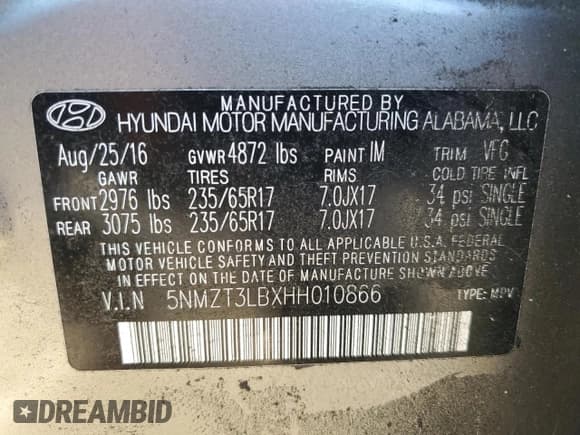 MANUFACTURED BY
HYUNDAI MOTOR MANUFACTURING ALABAMA, LLC
Aug/25/16 GVWR 4872 lbs PAINT IM TRIM VFG
GAWR TIRES RIMS COLD TIRE INFL
FRONT 2976 lbs 235/65R17 7.0JX17 34 psi SINGLE
REAR 3075 lbs 235/65R17 7.0JX17 34 psi SINGLE
THIS VEHICLE CONFORMS TO ALL APPLICABLE U.S.A. FEDERAL
MOTOR VEHICLE SAFETY AND THEFT PREVENTION STANDARDS
IN EFFECT ON THE DATE OF MANUFACTURE SHOWN ABOVE.
V.I.N 5NMZT3LBXHH010866 TYPE: MPV
DREAMBID